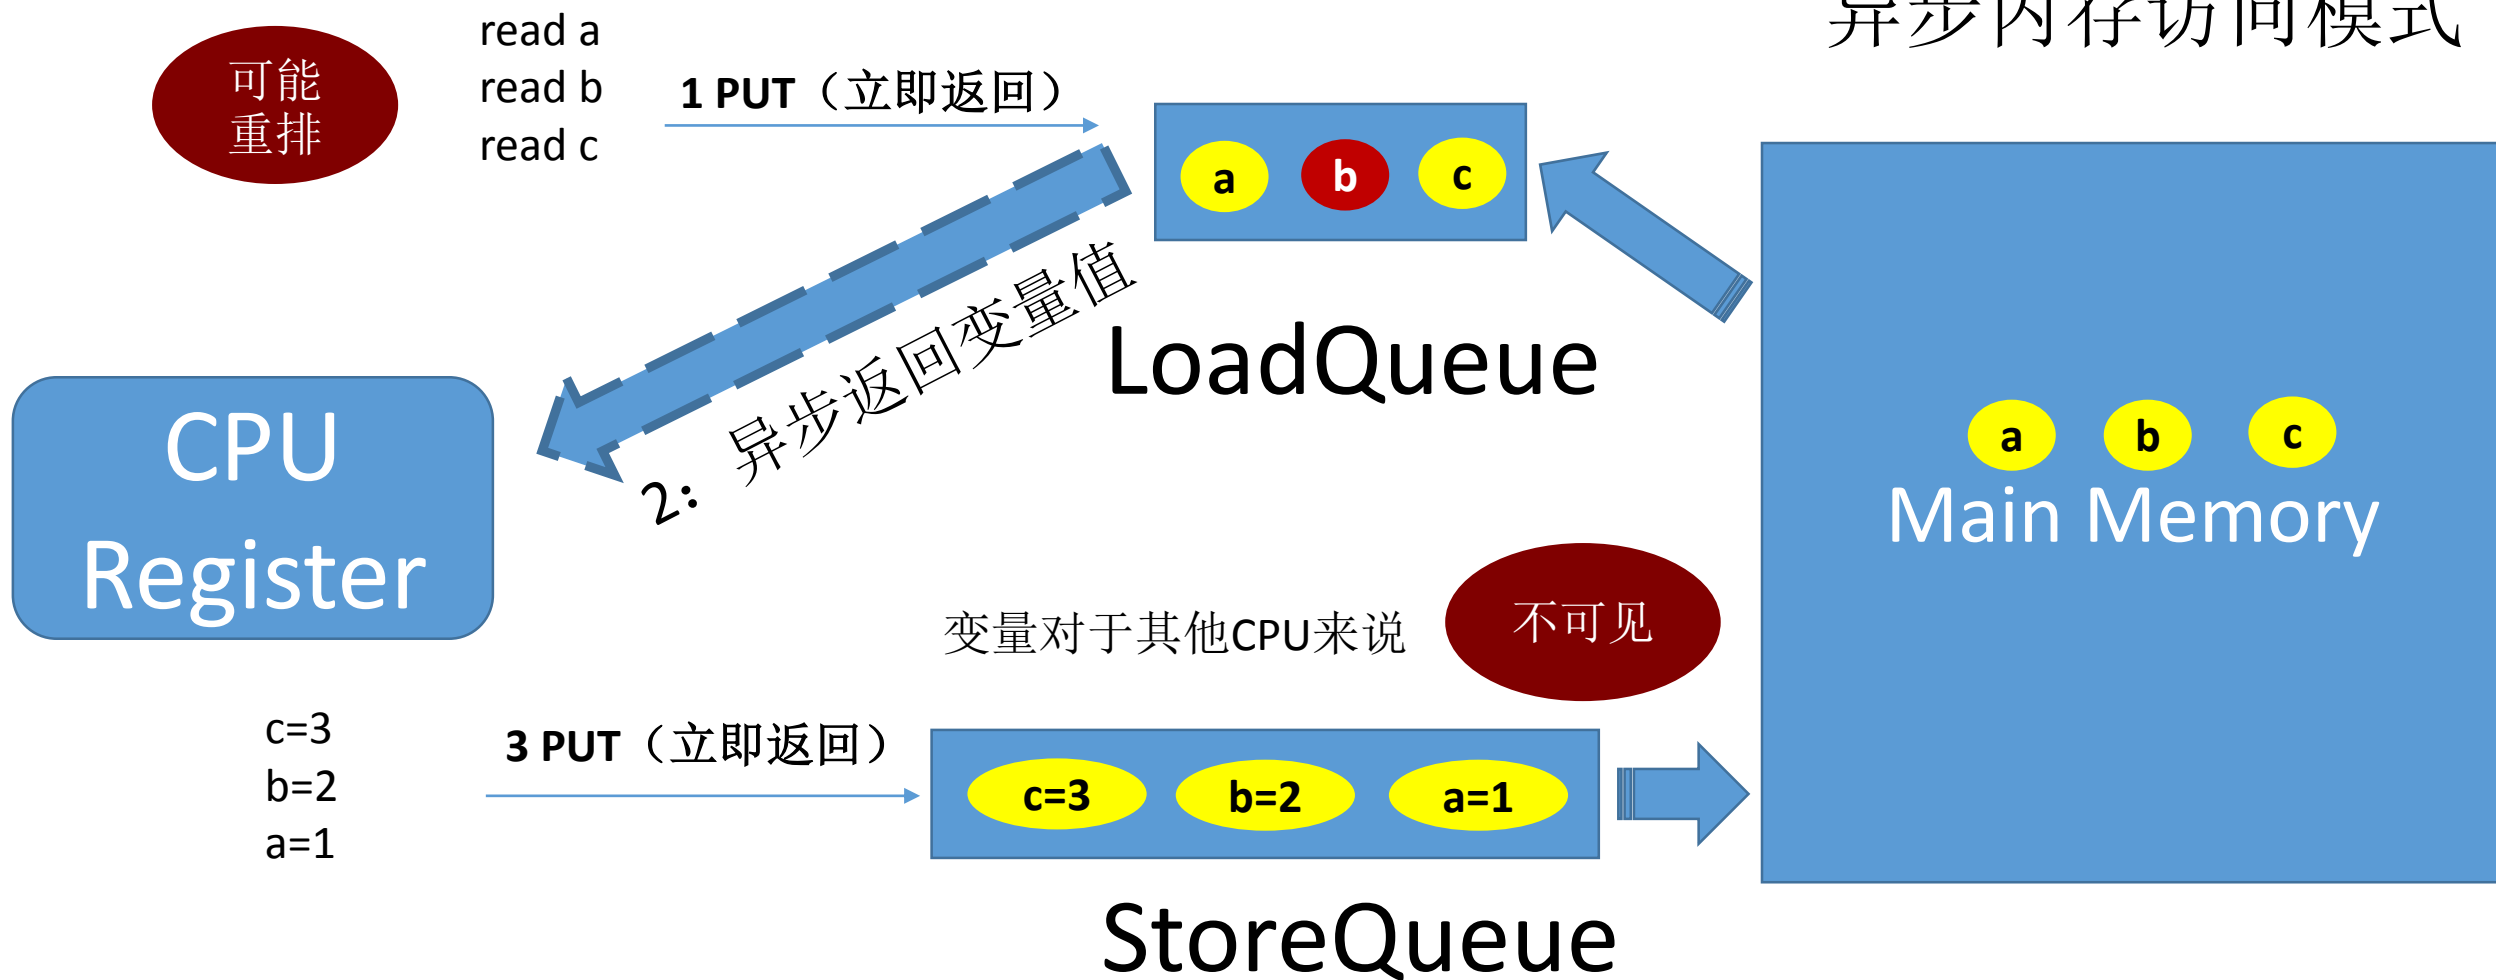 异步内存访问模式
可能
重排
read a
read b
read c
1 PUT（立即返回）
a
b
c
2：异步返回变量值
LoadQueue
CPU
Register
a
b
c
Main Memory
变量对于其他CPU来说
不可见
c=3
b=2
a=1
3 PUT（立即返回）
c=3
b=2
a=1
StoreQueue